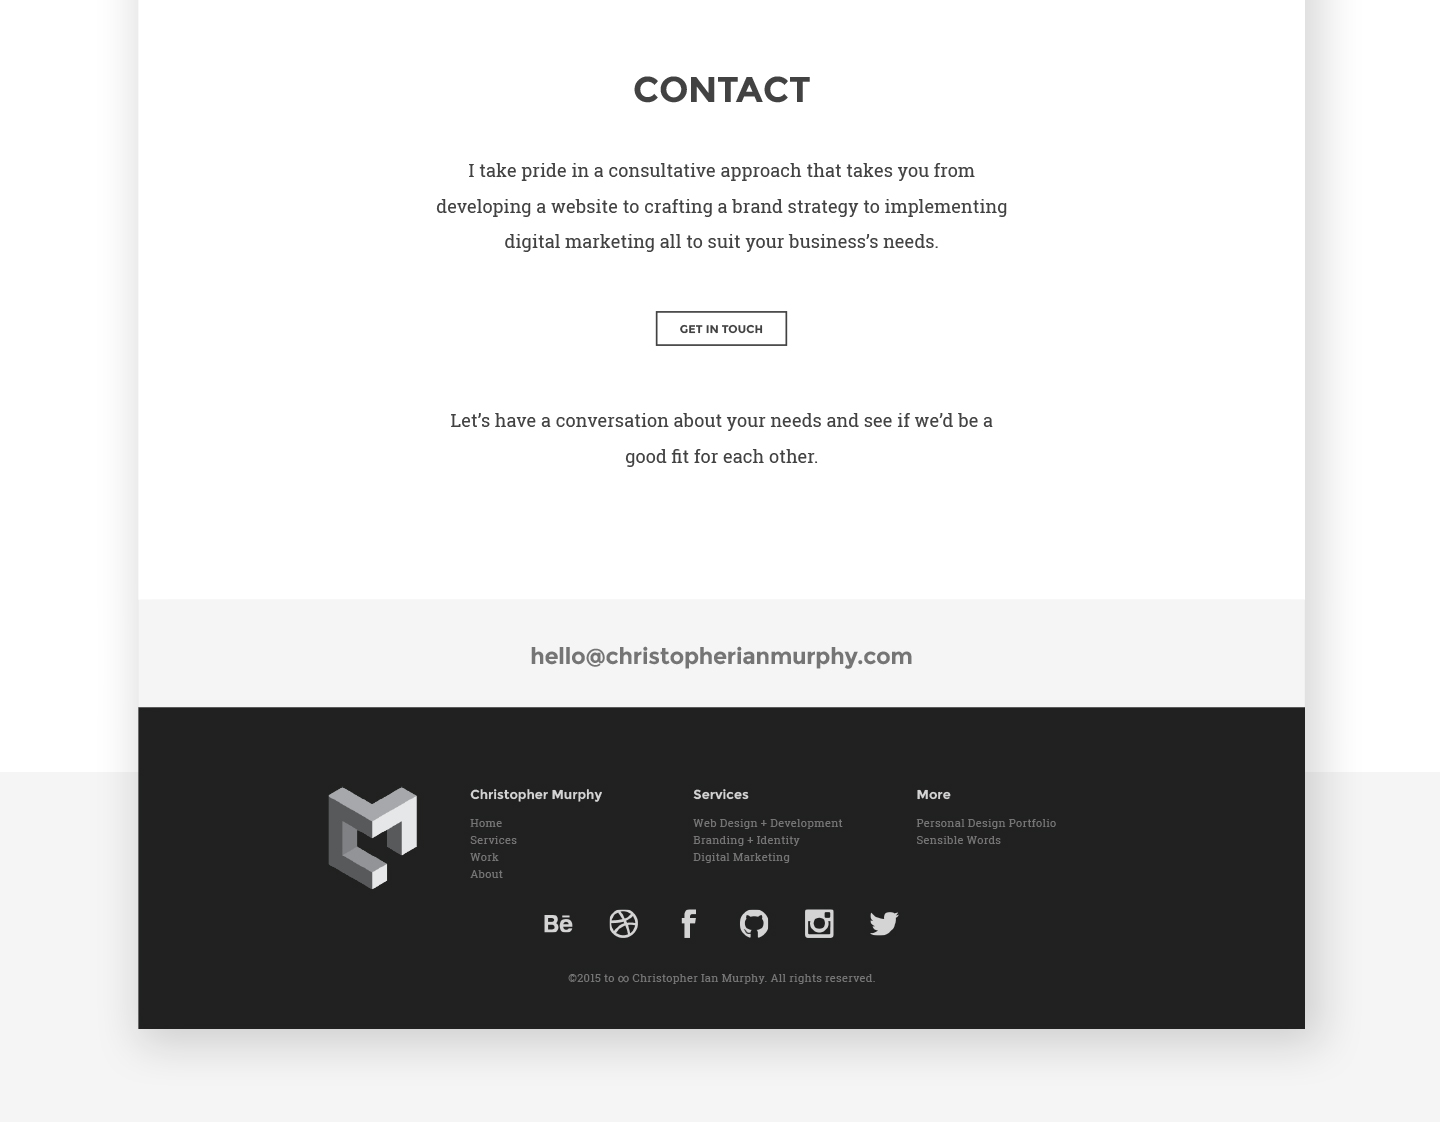 CONTACT
I take pride in a consultative approach that takes you from
developing a website to crafting a brand strategy to implementing
digital marketing all to suit your business’s needs.
GET IN TOUCH
Let’s have a conversation about your needs and see if we’d be a
good fit for each other.
hello@christopherianmurphy.com
Christopher Murphy
Home
Services
Work
About
Services
Web Design + Development
Branding + Identity
Digital Marketing
More
Personal Design Portfolio
Sensible Words
Bē
©2015 to ∞ Christopher Ian Murphy. All rights reserved.